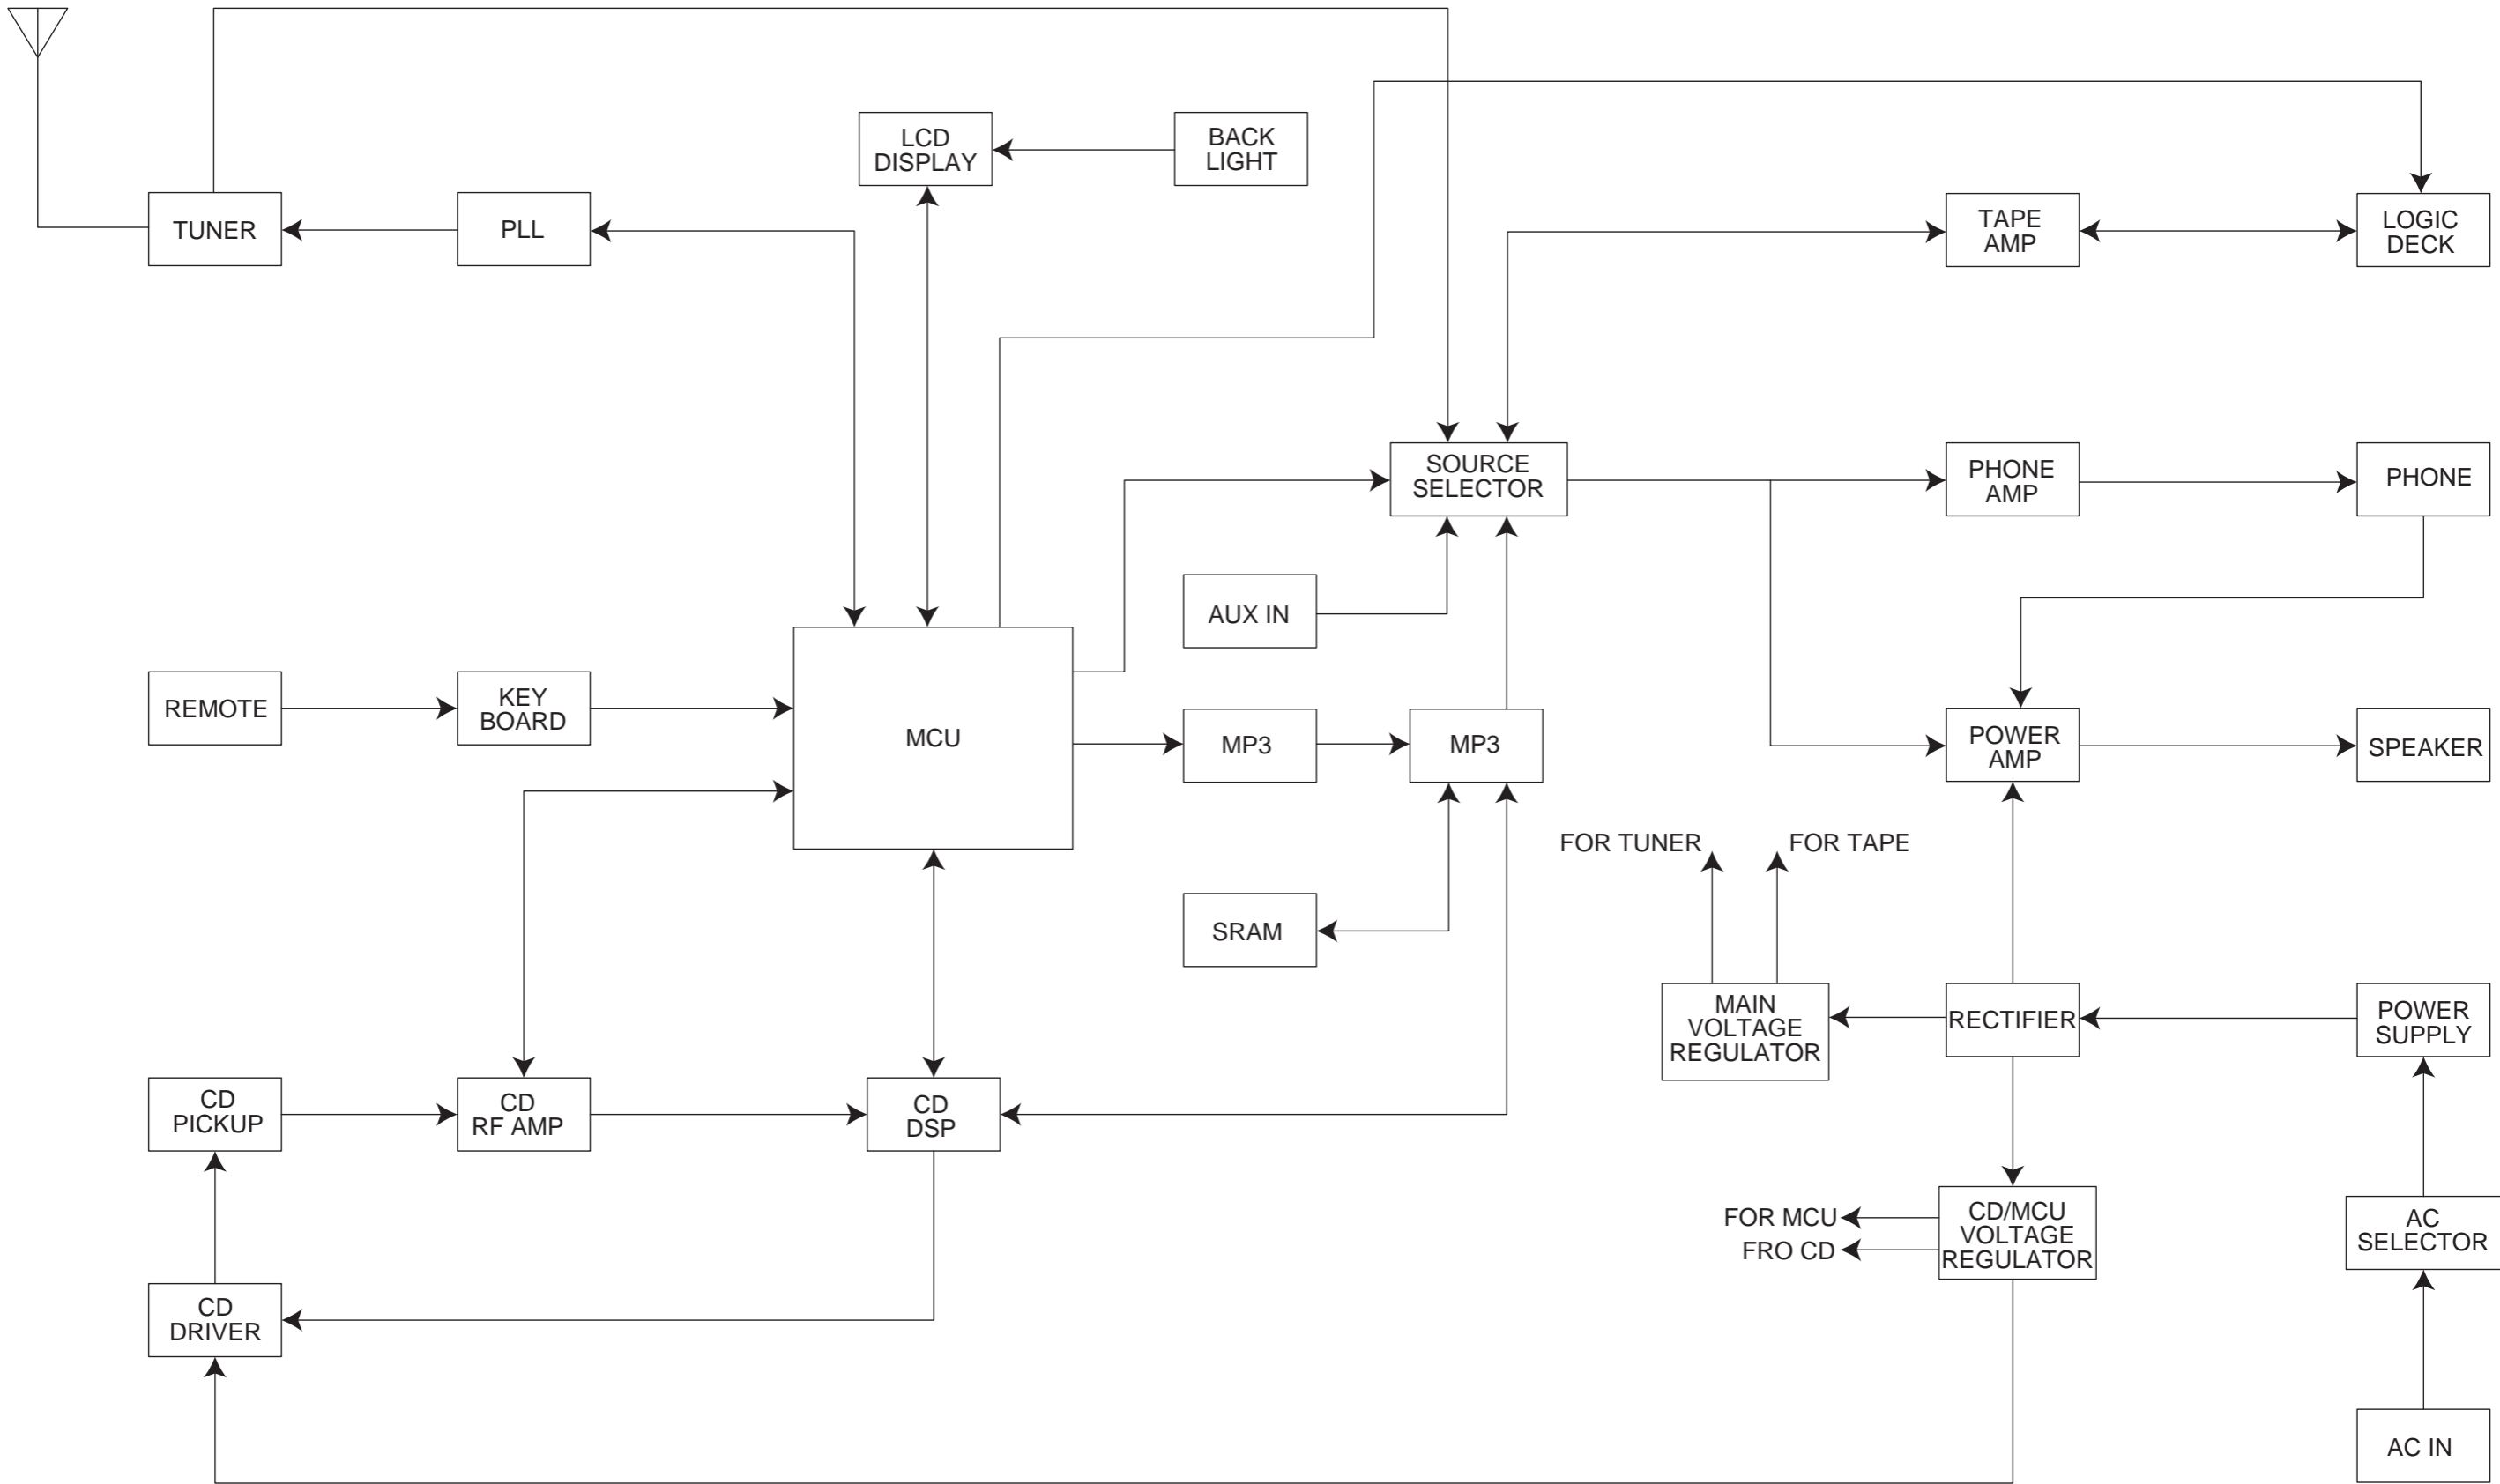 LCD
DISPLAY
BACK
LIGHT
TUNER
PLL
TAPE
AMP
LOGIC
DECK
SOURCE
SELECTOR
PHONE
AMP
PHONE
AUX IN
REMOTE
KEY
BOARD
MCU
MP3
MP3
POWER
AMP
SPEAKER
FOR TUNER
FOR TAPE
SRAM
MAIN
VOLTAGE
REGULATOR
RECTIFIER
POWER
SUPPLY
CD
PICKUP
CD
RF AMP
CD
DSP
FOR MCU
FRO CD
CD/MCU
VOLTAGE
REGULATOR
AC
SELECTOR
CD
DRIVER
AC IN